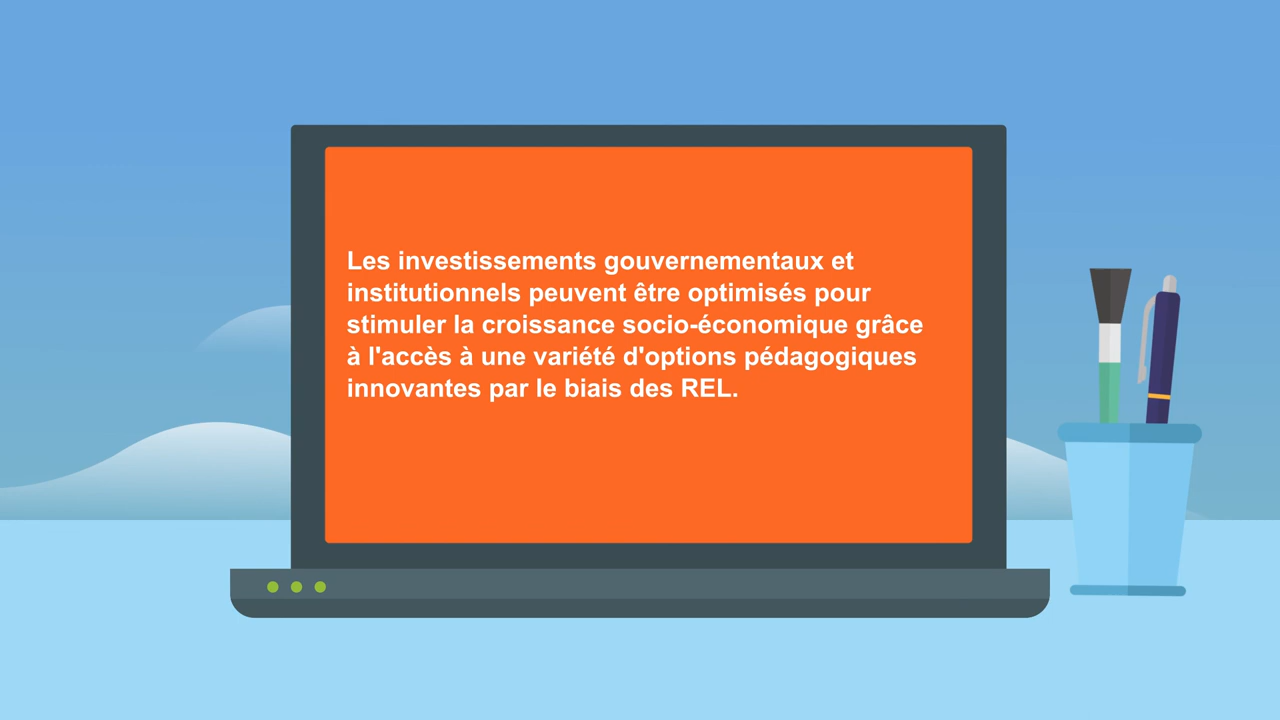 Les investissements gouvernementaux et
institutionnels peuvent être optimisés pour
stimuler la croissance socio-économique grâce
à l'accès à une variété d'options pédagogiques
innovantes par le biais des REL.